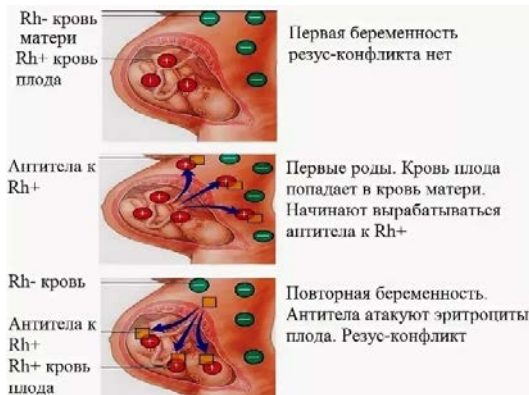 Rh- кровь
матери
Rh+ кровь
плода
Первая беременность
резус-конфликта нет
Антитела к
Rh+
Первые роды. Кровь плода
попадает в кровь матери.
Начинают вырабатываться
антитела к Rh+
Rh- кровь
Антитела к
Rh+
Rh+ кровь
плода
Повторная беременность.
Антитела атакуют эритроциты
плода. Резус-конфликт